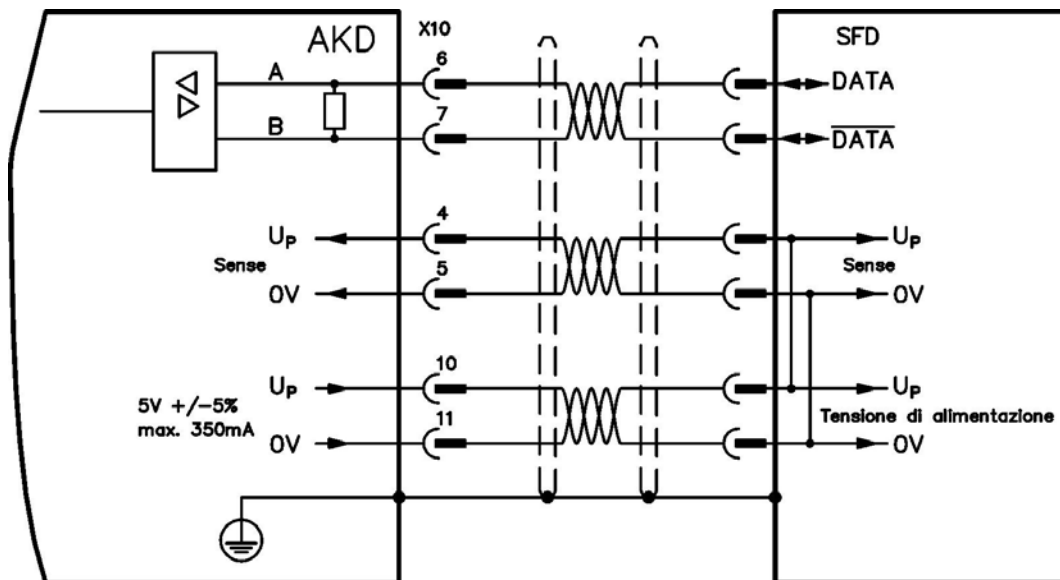 AKD
X10
SFD
6
A
DATA
7
B
DATA
4
UP
UP
Sense
Sense
5
0V
0V
10
UP
UP
5V +/-5%
max. 350mA
Tensione di alimentazione
11
0V
0V